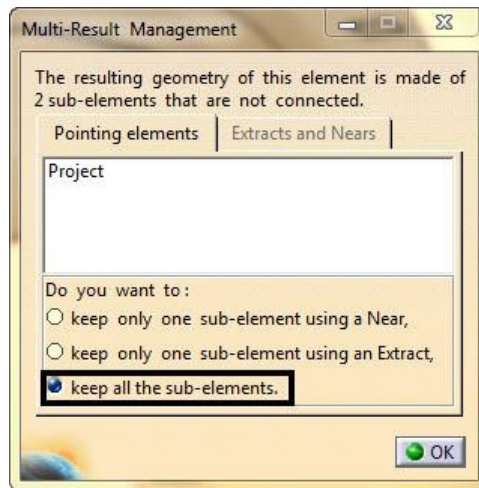 Multi-Result Management
The resulting geometry of this element is made of
2 sub-elements that are not connected.
Pointing elements
Extracts and Nears
Project
Do you want to:
keep only one sub-element using a Near,
keep only one sub-element using an Extract,
keep all the sub-elements.
OK